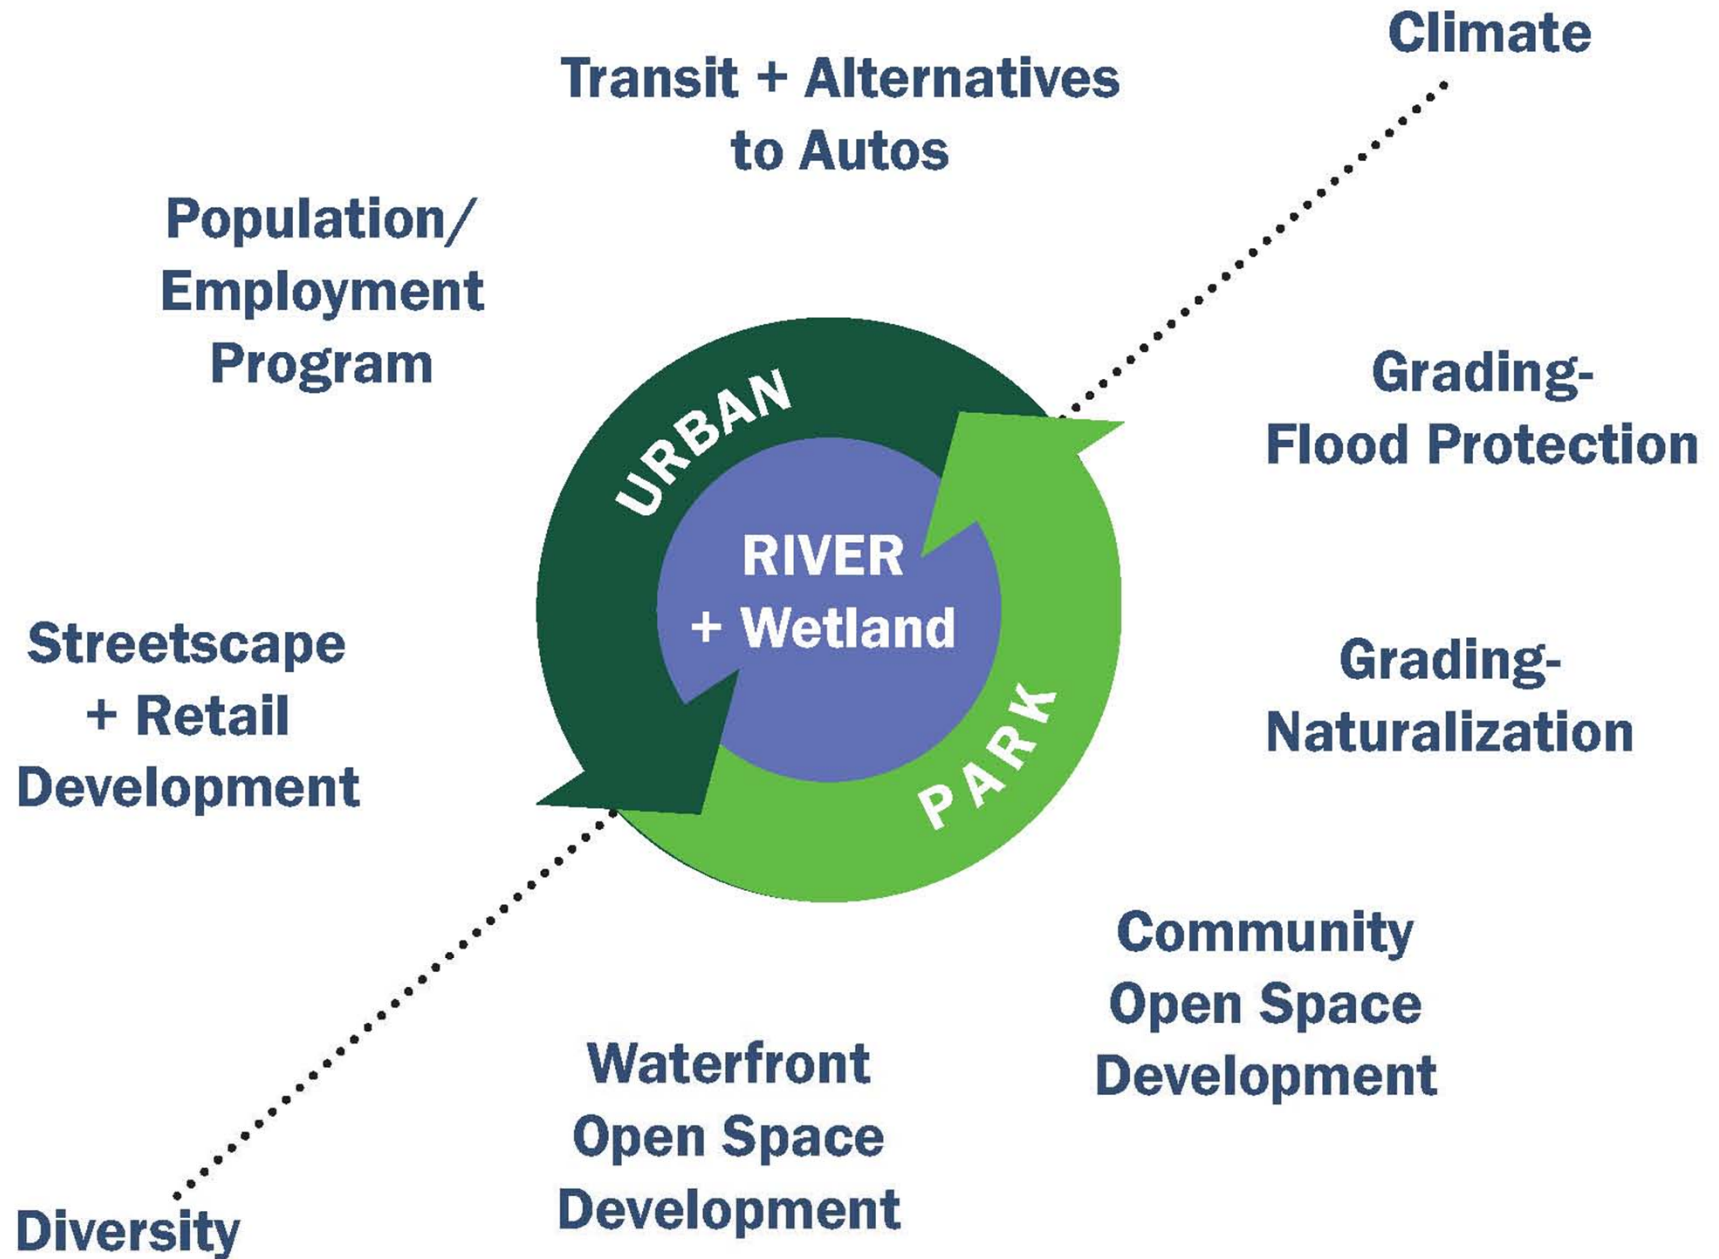 Climate
Transit + Alternatives
to Autos
Population/
Employment
Program
Grading-
Flood Protection
URBAN
RIVER
+ Wetland
PARK
Streetscape
+ Retail
Development
Grading-
Naturalization
Community
Open Space
Development
Waterfront
Open Space
Development
Diversity